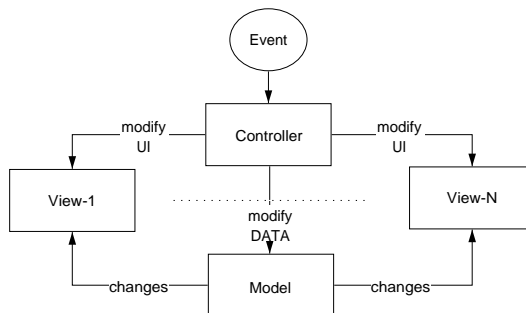 Event
modify
UI
Controller
modify
UI
View-1
View-N
modify
DATA
changes
Model
changes